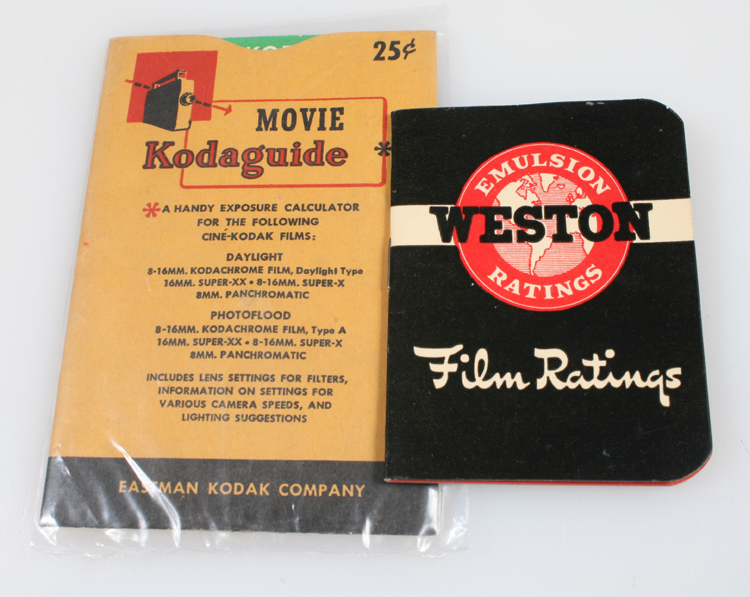 25¢
MOVIE
Kodaguide *
*A HANDY EXPOSURE CALCULATOR
FOR THE FOLLOWING
CINÉ-KODAK FILMS:
DAYLIGHT
8-16MM. KODACHROME FILM, Daylight Type
16MM. SUPER-XX • 8-16MM. SUPER-X
8MM. PANCHROMATIC
PHOTOFLOOD
8-16MM. KODACHROME FILM, Type A
16MM. SUPER-XX • 8-16MM. SUPER-X
8MM. PANCHROMATIC
INCLUDES LENS SETTINGS FOR FILTERS,
INFORMATION ON SETTINGS FOR
VARIOUS CAMERA SPEEDS, AND
LIGHTING SUGGESTIONS
EASTMAN KODAK COMPANY
EMULSION
WESTON
RATINGS
Film Ratings